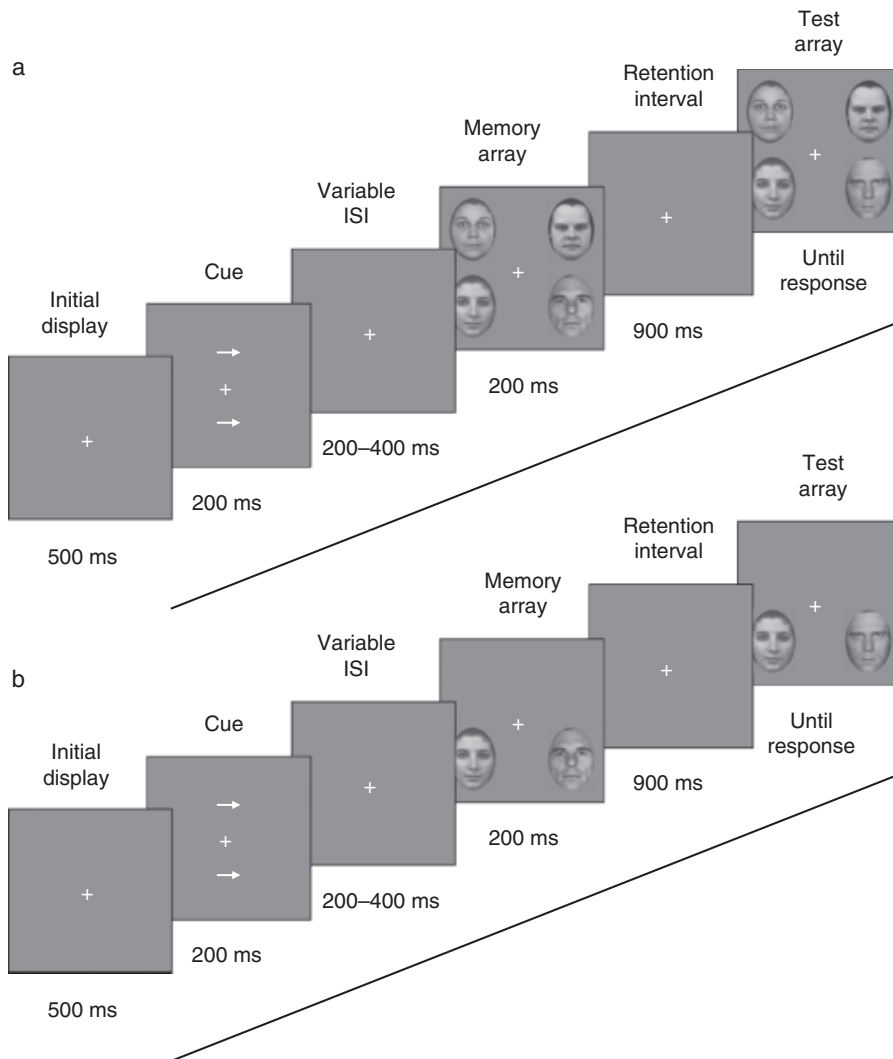 a
Initial
display
500 ms
Cue
200 ms
Variable
ISI
200–400 ms
Memory
array
200 ms
Retention
interval
900 ms
Test
array
Until
response
b
Initial
display
500 ms
Cue
200 ms
Variable
ISI
200–400 ms
Memory
array
200 ms
Retention
interval
900 ms
Test
array
Until
response